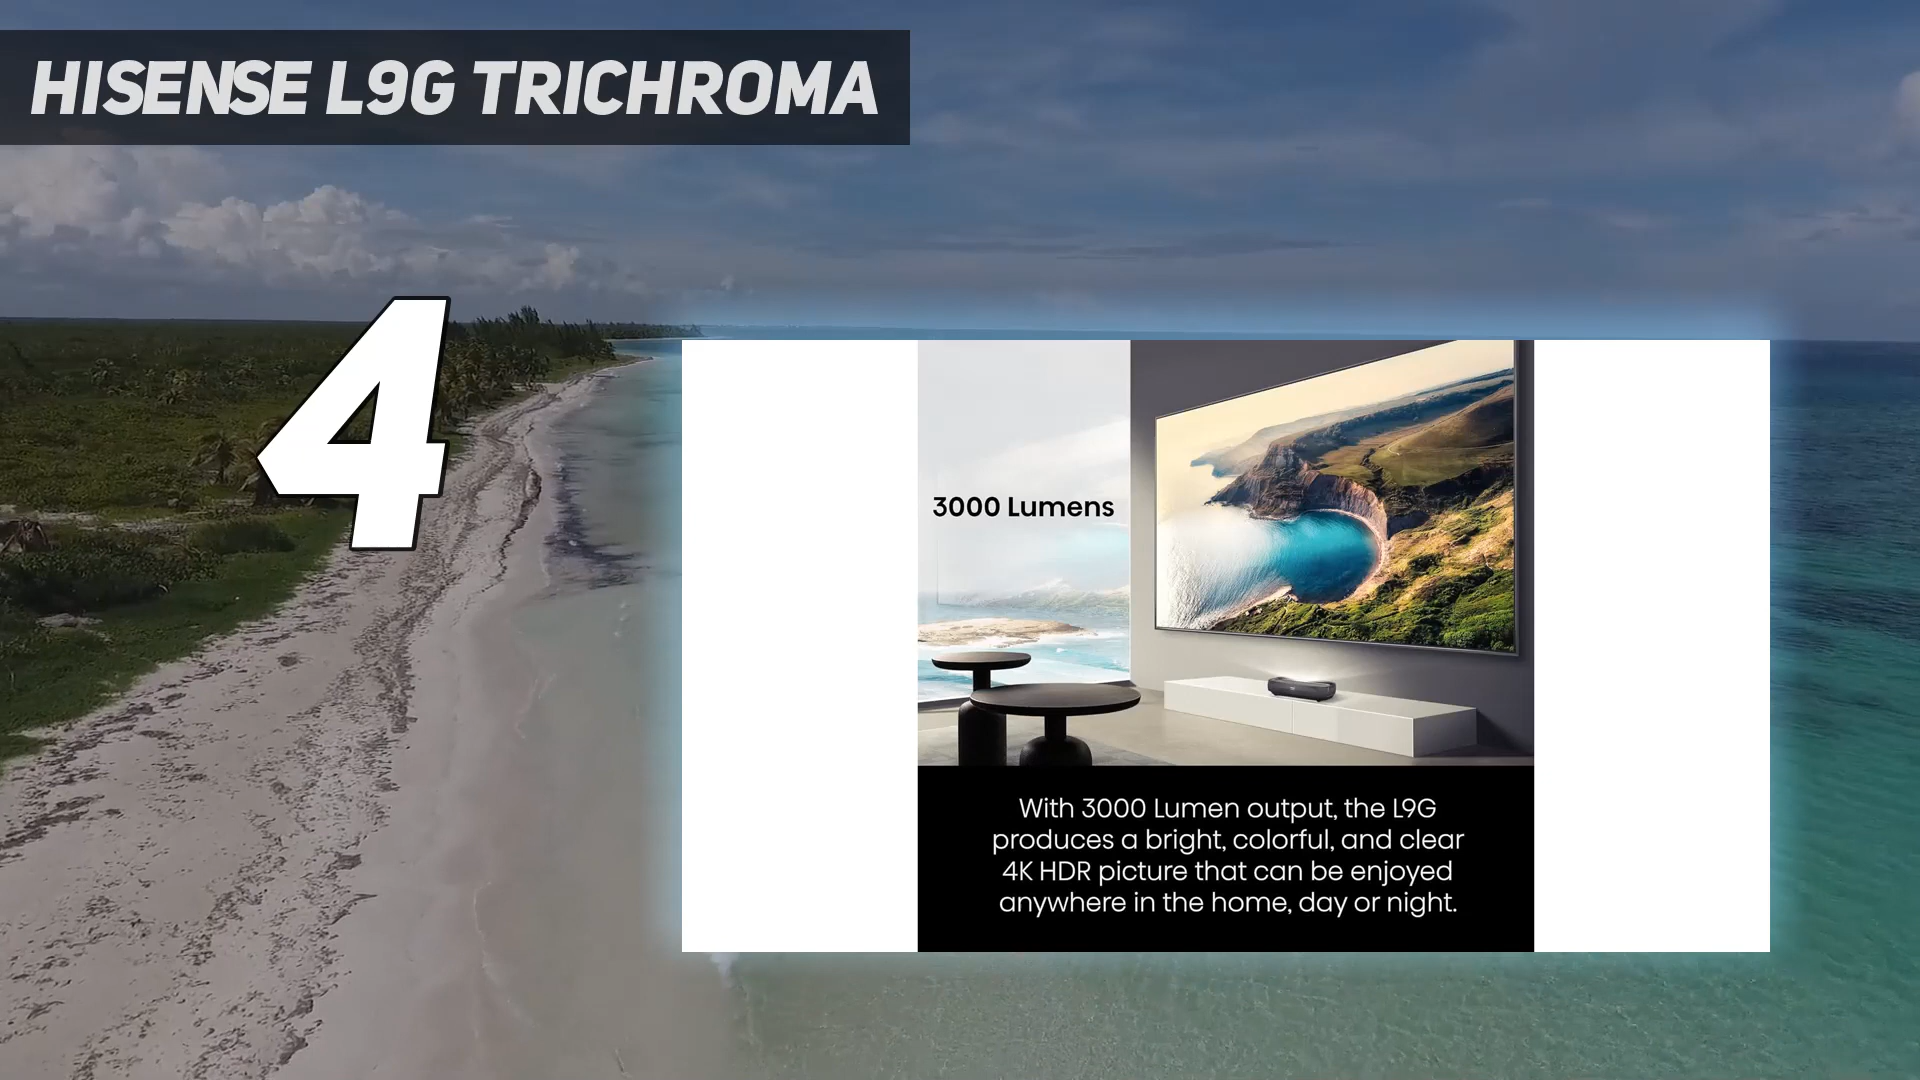 HISENSE L9G TRICHROMA
4
3000 Lumens
With 3000 Lumen output, the L9G
produces a bright, colorful, and clear
4K HDR picture that can be enjoyed
anywhere in the home, day or night.